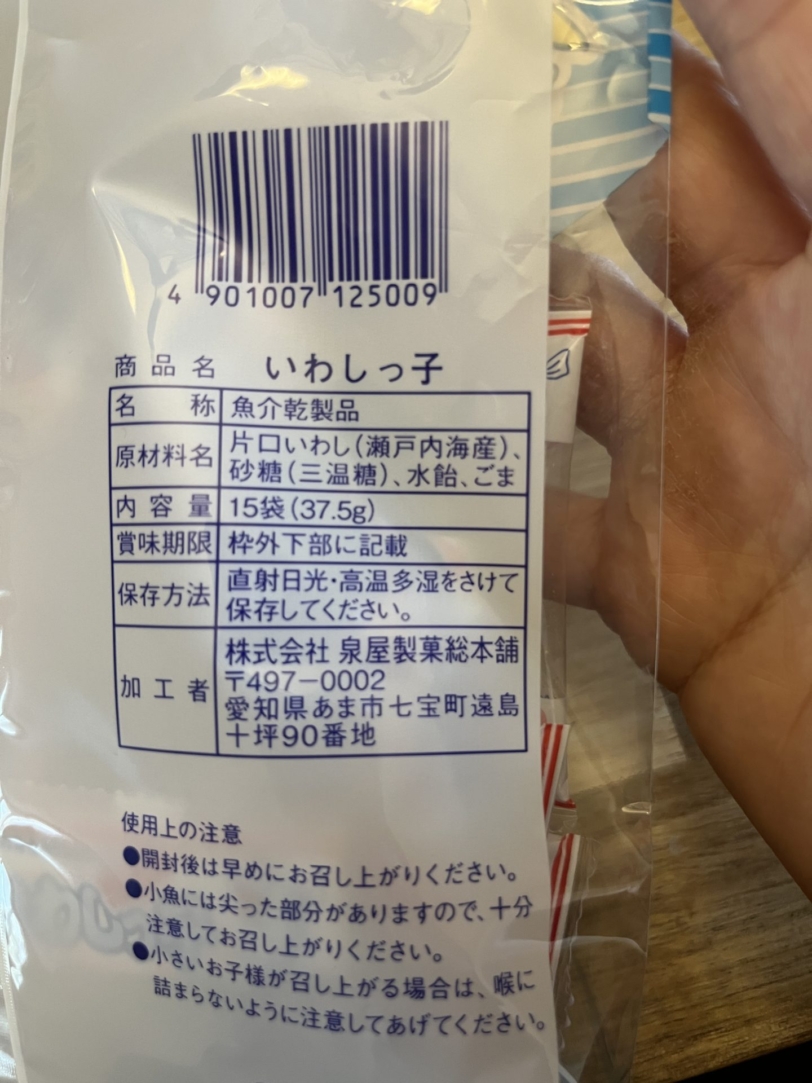 4 901007 125009
商品名 いわしっ子
名称 魚介乾製品
原材料名 片口いわし(瀬戸内海産)、
砂糖(三温糖)、水飴、ごま
内容量 15袋(37.5g)
賞味期限 枠外下部に記載
保存方法 直射日光・高温多湿をさけて
保存してください。
加工者 株式会社 泉屋製菓総本舗
〒497-0002
愛知県あま市七宝町遠島
十坪90番地
使用上の注意
●開封後は早めにお召し上がりください。
●小魚には尖った部分がありますので、十分
注意してお召し上がりください。
●小さいお子様が召し上がる場合は、喉に
詰まらないように注意してあげてください。